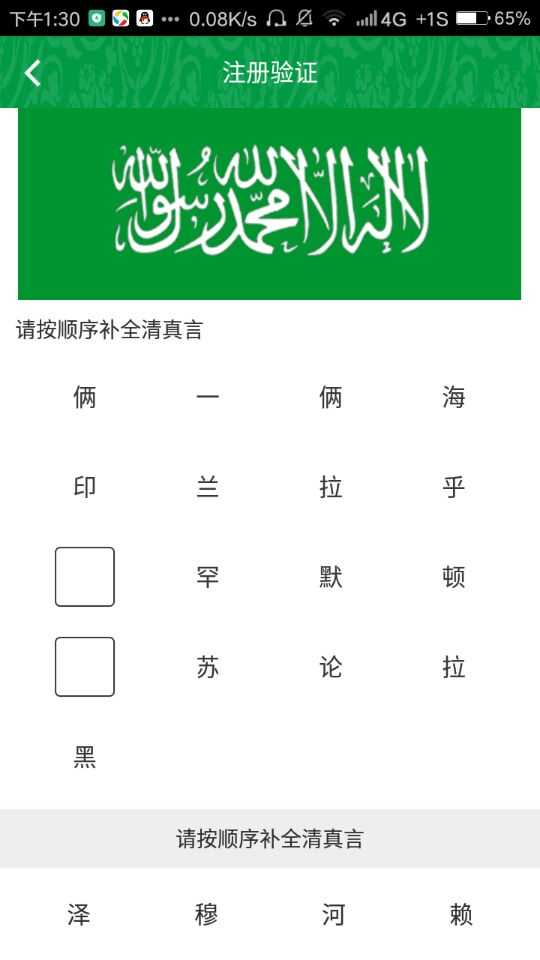 下午1:30 ••• 0.08K/s 4G +1S 65%
注册验证
لا إله إلا الله محمد رسول الله
请按顺序补全清真言
俩 一 俩 海
印 兰 拉 乎
罕 默 顿
苏 论 拉
黑
请按顺序补全清真言
泽 穆 河 赖